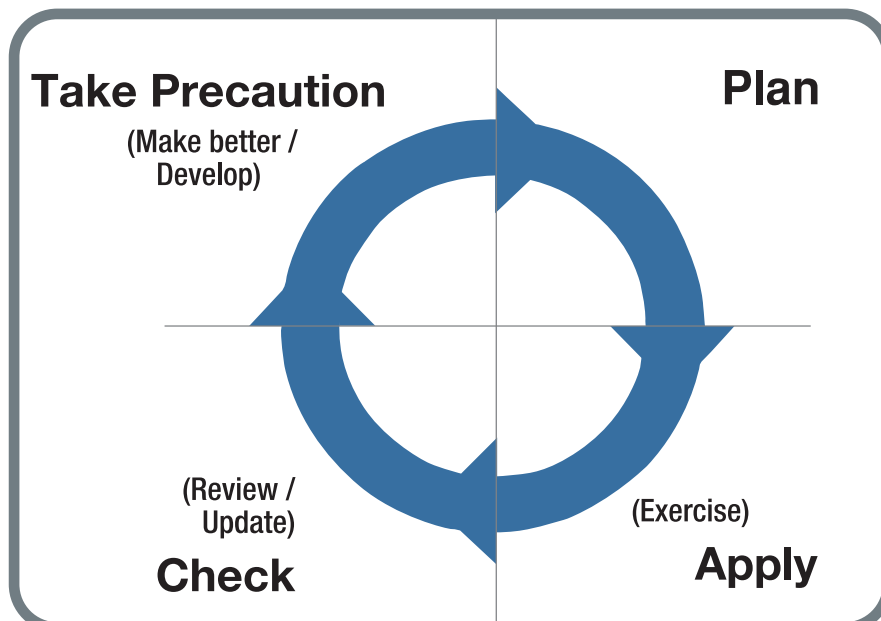 Take Precaution
(Make better /
Develop)
Plan
(Review /
Update)
Check
(Exercise)
Apply